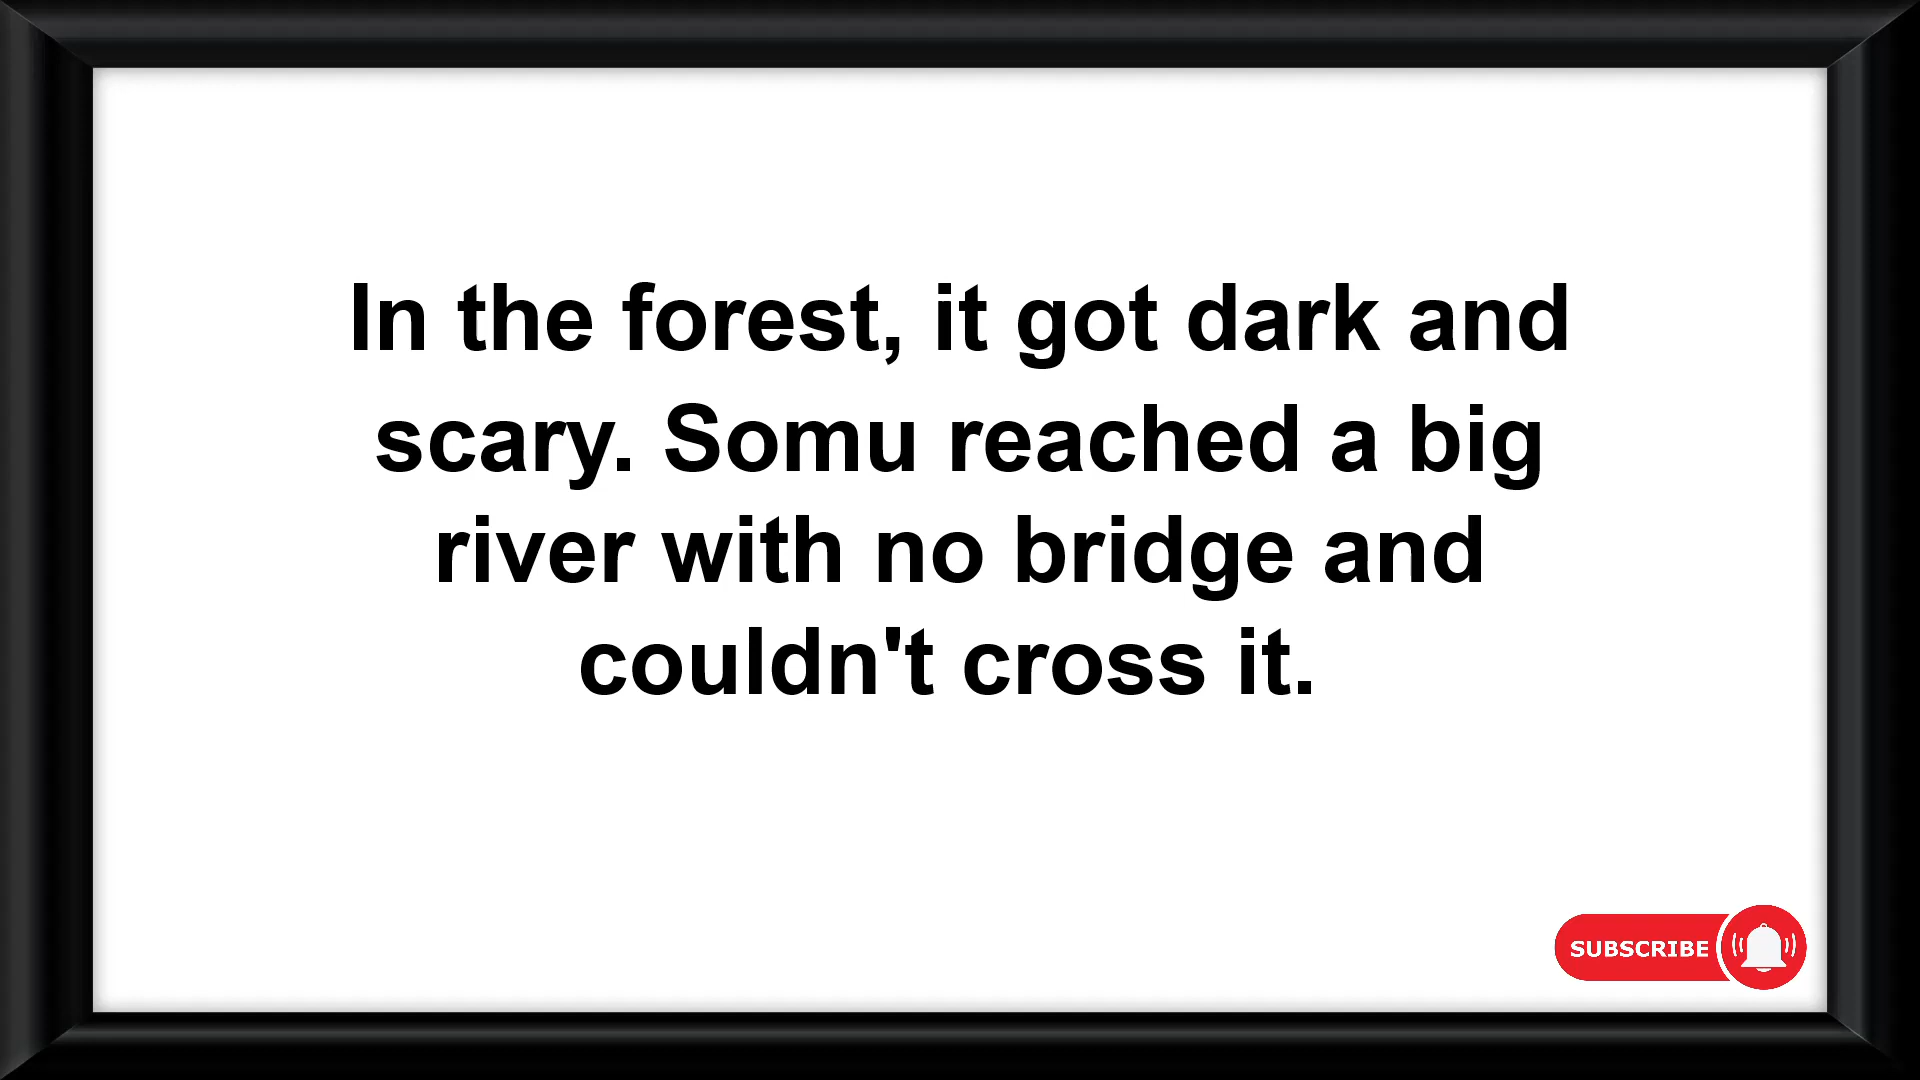 In the forest, it got dark and
scary. Somu reached a big
river with no bridge and
couldn't cross it.
SUBSCRIBE